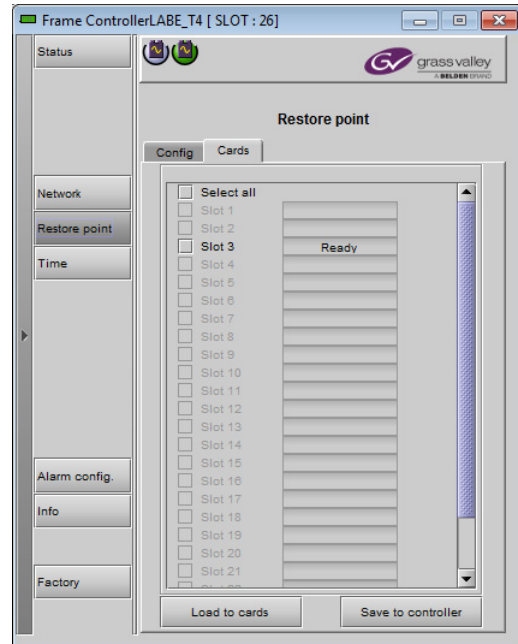 Frame ControllerLABE_T4 [ SLOT : 26]
Status
grass valley
A BELDEN BRAND
Restore point
Config
Cards
Network
Restore point
Time
Alarm config.
Info
Factory
Select all
Slot 1
Slot 2
Slot 3 Ready
Slot 4
Slot 5
Slot 6
Slot 7
Slot 8
Slot 9
Slot 10
Slot 11
Slot 12
Slot 13
Slot 14
Slot 15
Slot 16
Slot 17
Slot 18
Slot 19
Slot 20
Slot 21
Load to cards
Save to controller